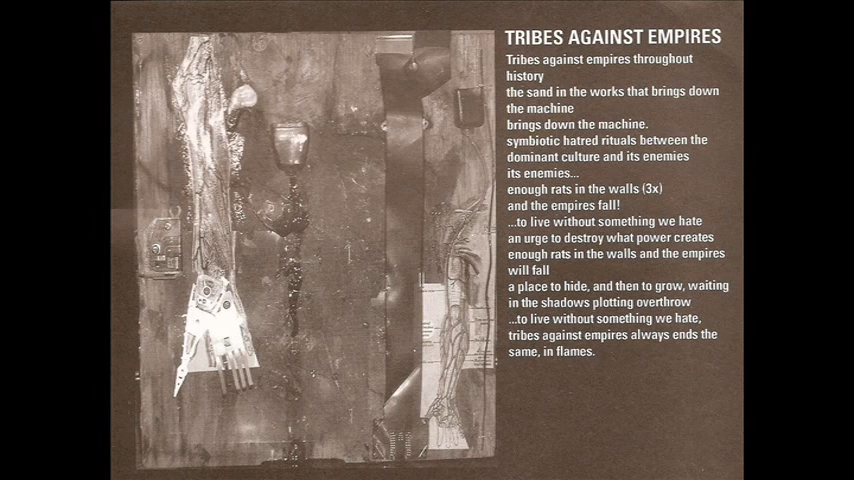 TRIBES AGAINST EMPIRES
Tribes against empires throughout
history
the sand in the works that brings down
the machine
brings down the machine.
symbiotic hatred rituals between the
dominant culture and its enemies
its enemies...
enough rats in the walls (3x)
and the empires fall!
...to live without something we hate
an urge to destroy what power creates
enough rats in the walls and the empires
will fall
a place to hide, and then to grow, waiting
in the shadows plotting overthrow
...to live without something we hate,
tribes against empires always ends the
same, in flames.